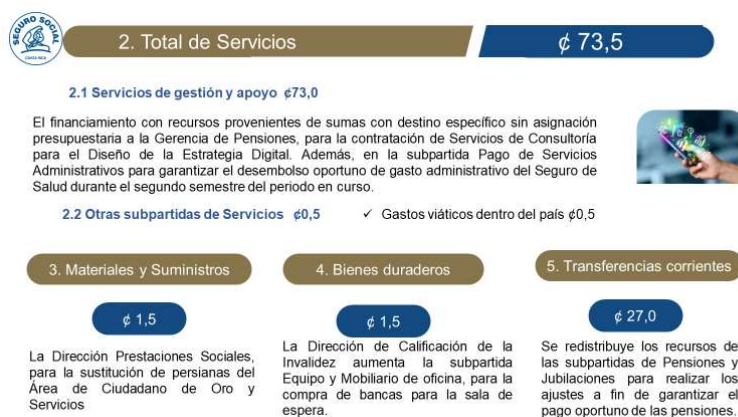 SEGURO SOCIAL
COSTA RICA
2. Total de Servicios
₡ 73,5
2.1 Servicios de gestión y apoyo ₡73,0
El financiamiento con recursos provenientes de sumas con destino específico sin asignación
presupuestaria a la Gerencia de Pensiones, para la contratación de Servicios de Consultoría
para el Diseño de la Estrategia Digital. Además, en la subpartida Pago de Servicios
Administrativos para garantizar el desembolso oportuno de gasto administrativo del Seguro de
Salud durante el segundo semestre del periodo en curso.
2.2 Otras subpartidas de Servicios ₡0,5
✓ Gastos viáticos dentro del país ₡0,5
3. Materiales y Suministros
₡ 1,5
La Dirección Prestaciones Sociales,
para la sustitución de persianas del
Área de Ciudadano de Oro y
Servicios
4. Bienes duraderos
₡ 1,5
La Dirección de Calificación de la
Invalidez aumenta la subpartida
Equipo y Mobiliario de oficina, para la
compra de bancas para la sala de
espera.
5. Transferencias corrientes
₡ 27,0
Se redistribuye los recursos de
las subpartidas de Pensiones y
Jubilaciones para realizar los
ajustes a fin de garantizar el
pago oportuno de las pensiones.